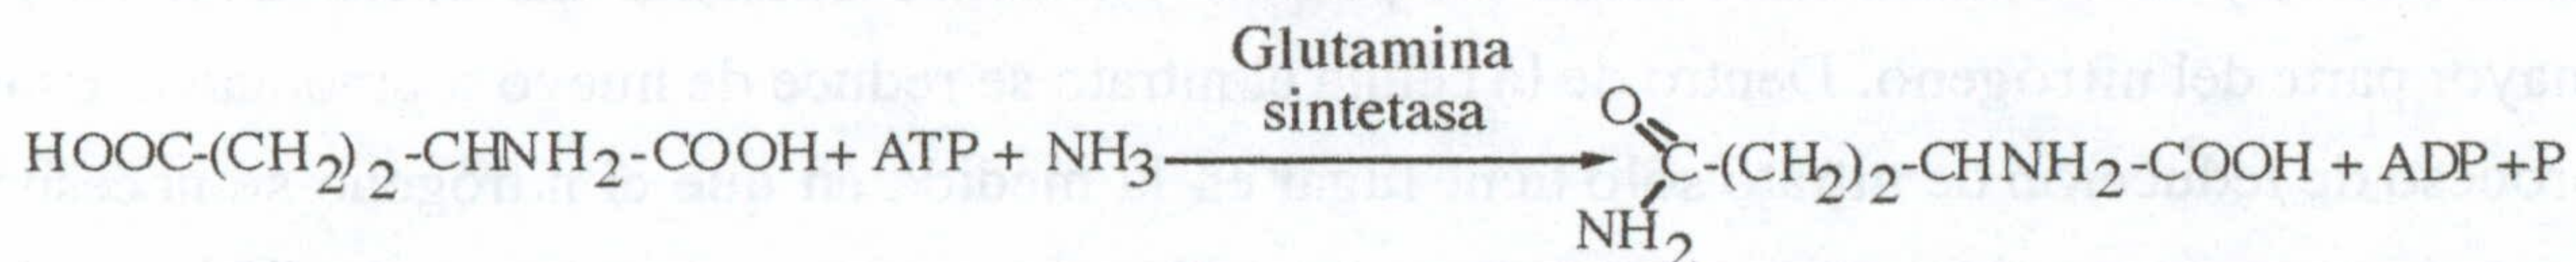 Glutamina
sintetasa
HOOC-(CH2)2-CHNH2-COOH+ ATP + NH3 O C-(CH2)2-CHNH2-COOH + ADP+P
NH2